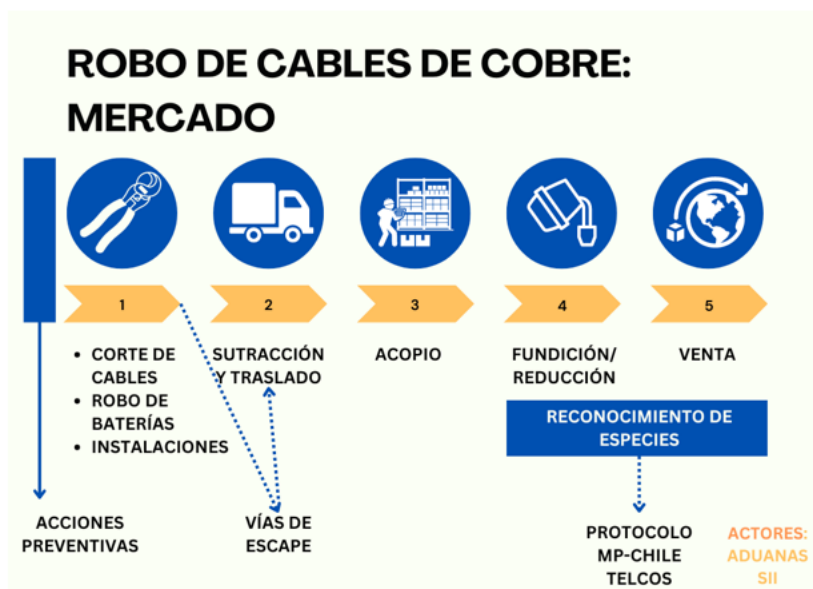 ROBO DE CABLES DE COBRE:
MERCADO
1
2
3
4
5
• CORTE DE
CABLES
• ROBO DE
BATERÍAS
• INSTALACIONES
SUTRACCIÓN
Y TRASLADO
ACOPIO
FUNDICIÓN/
REDUCCIÓN
VENTA
RECONOCIMIENTO DE
ESPECIES
ACCIONES
PREVENTIVAS
VÍAS DE
ESCAPE
PROTOCOLO
MP-CHILE
TELCOS
ACTORES:
ADUANAS
SII